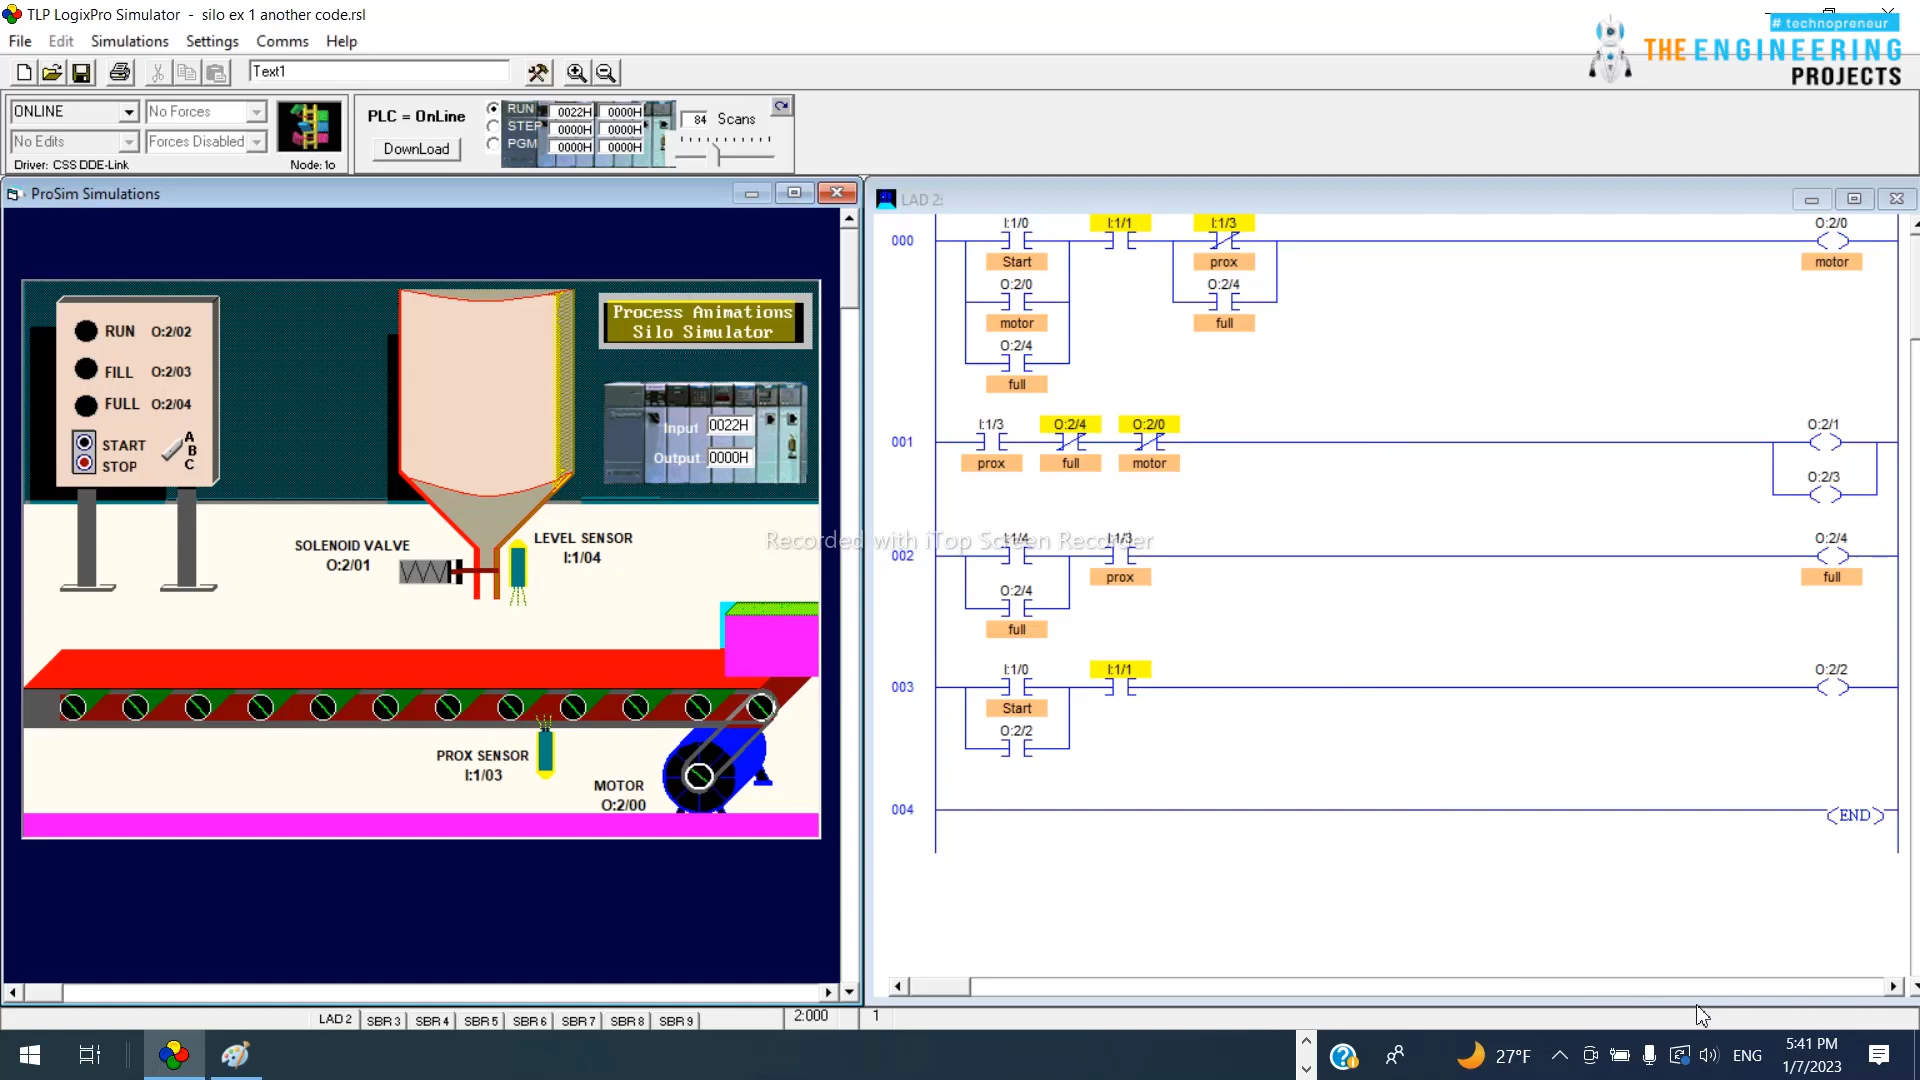 TLP LogixPro Simulator - silo ex 1 another code.rsl
# technopreneur
THE ENGINEERING
PROJECTS
File Edit Simulations Settings Comms Help
Text1
ONLINE
No Forces
No Edits
Forces Disabled
Driver: CSS DDE-Link
Node: 1o
PLC = OnLine
DownLoad
RUN
STEP
PGM
0022H 0000H
0000H 0000H
0000H 0000H
84 Scans
ProSim Simulations
Process Animations
Silo Simulator
RUN O:2/02
FILL O:2/03
FULL O:2/04
START
STOP
A
B
C
Input 0022H
Output 0000H
SOLENOID VALVE
O:2/01
LEVEL SENSOR
I:1/04
PROX SENSOR
I:1/03
MOTOR
O:2/00
LAD 2:
I:1/0 I:1/1 I:1/3 O:2/0
000
Start prox motor
O:2/0 O:2/4
motor full
O:2/4
full
I:1/3 O:2/4 O:2/0 O:2/1
001
prox full motor
O:2/3
Recorded with iTop Screen Recorder
I:1/4 I:1/3 O:2/4
002
prox full
O:2/4
full
I:1/0 I:1/1 O:2/2
003
Start
O:2/2
004
END
LAD 2 SBR 3 SBR 4 SBR 5 SBR 6 SBR 7 SBR 8 SBR 9
2:000
1
27°F
ENG
5:41 PM
1/7/2023